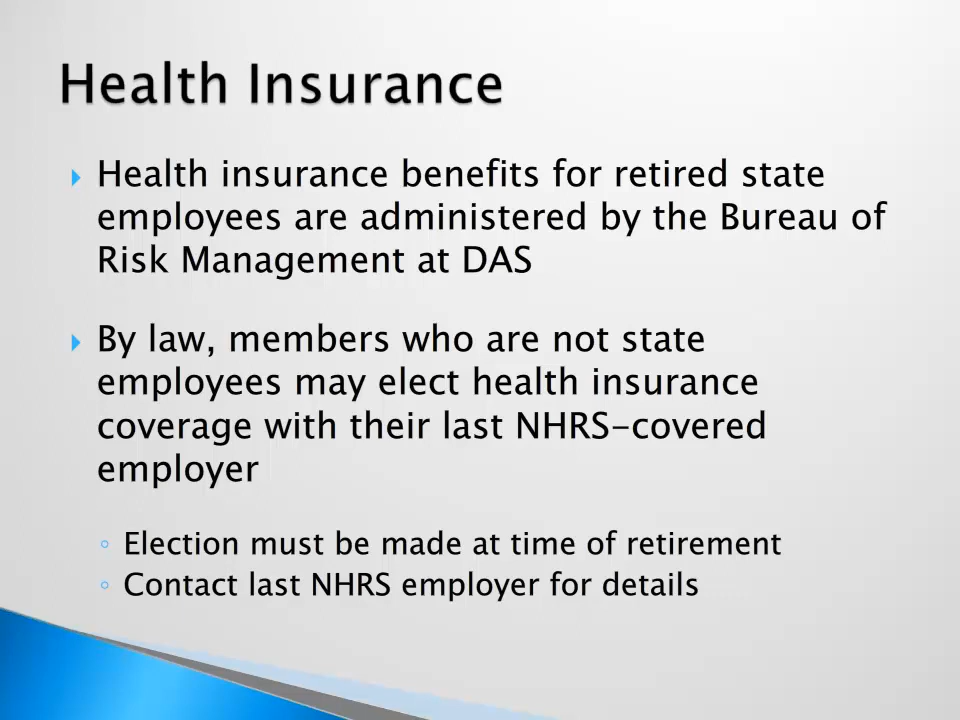 Health Insurance
Health insurance benefits for retired state
employees are administered by the Bureau of
Risk Management at DAS
By law, members who are not state
employees may elect health insurance
coverage with their last NHRS-covered
employer
Election must be made at time of retirement
Contact last NHRS employer for details